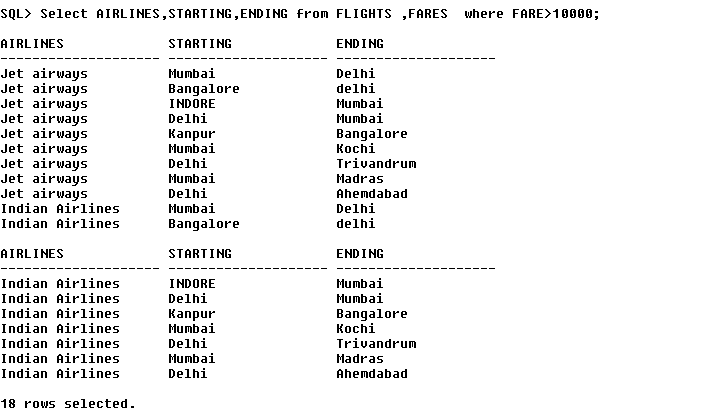 SQL> Select AIRLINES,STARTING,ENDING from FLIGHTS ,FARES  where FARE>10000;
AIRLINES             STARTING             ENDING
-------------------- -------------------- --------------------
Jet airways          Mumbai               Delhi
Jet airways          Bangalore            delhi
Jet airways          INDORE               Mumbai
Jet airways          Delhi                Mumbai
Jet airways          Kanpur               Bangalore
Jet airways          Mumbai               Kochi
Jet airways          Delhi                Trivandrum
Jet airways          Mumbai               Madras
Jet airways          Delhi                Ahemdabad
Indian Airlines      Mumbai               Delhi
Indian Airlines      Bangalore            delhi
AIRLINES             STARTING             ENDING
-------------------- -------------------- --------------------
Indian Airlines      INDORE               Mumbai
Indian Airlines      Delhi                Mumbai
Indian Airlines      Kanpur               Bangalore
Indian Airlines      Mumbai               Kochi
Indian Airlines      Delhi                Trivandrum
Indian Airlines      Mumbai               Madras
Indian Airlines      Delhi                Ahemdabad
18 rows selected.